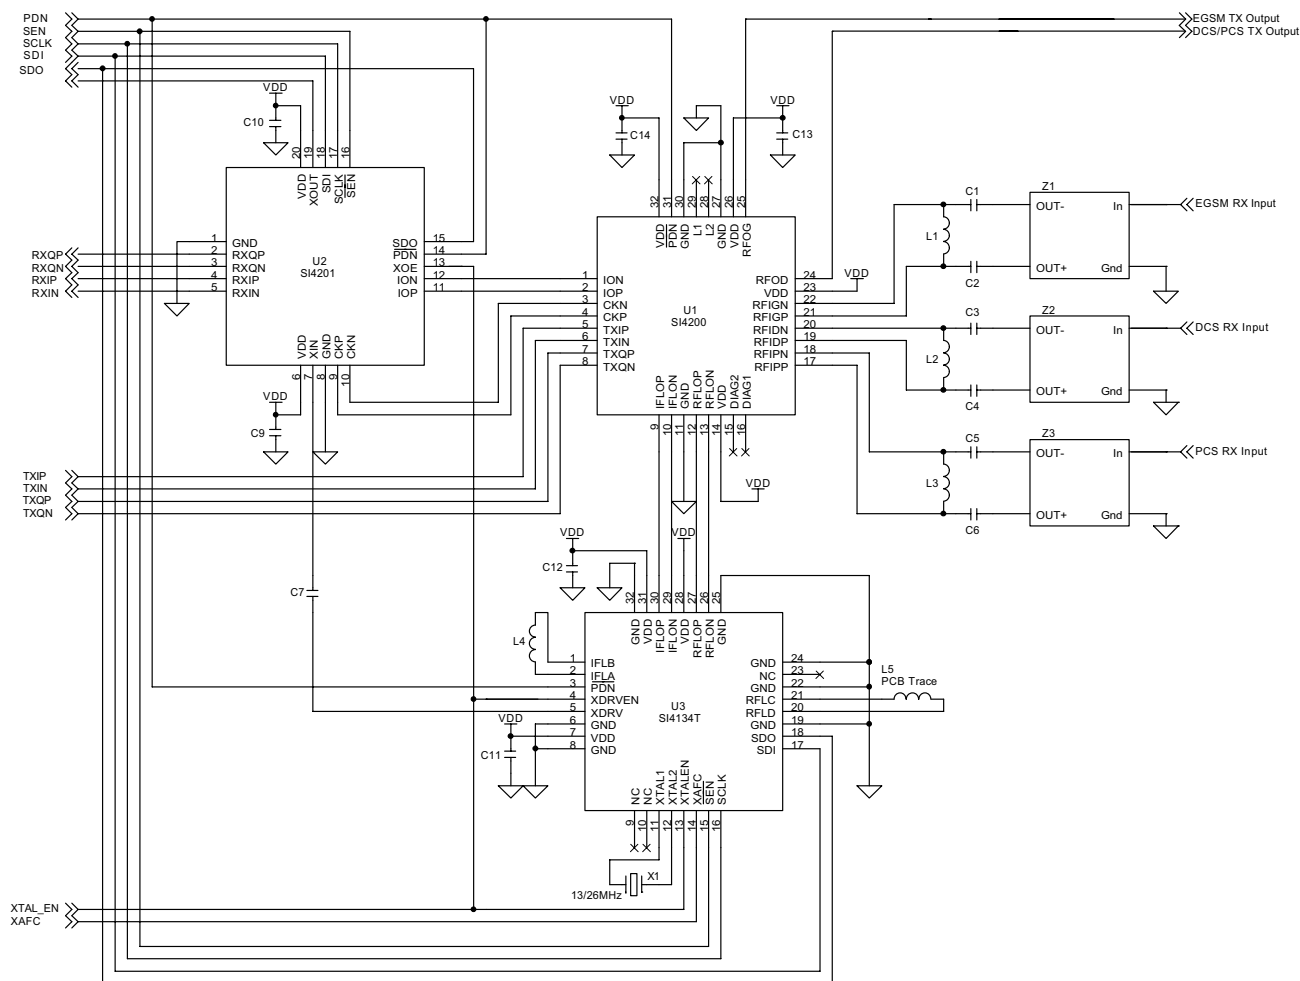 PDN
SEN
SCLK
SDI
SDO
EGSM TX Output
DCS/PCS TX Output
VDD
C10
20 19 18 17 16
VDD XOUT SDI SCLK SEN
VDD
C14
VDD
C13
32 31 30 29 28 27 26 25
VDD PDN GND L1 L2 GND VDD RFOG
RXQP
RXQN
RXIP
RXIN
1 GND
2 RXQP
3 RXQN
4 RXIP
5 RXIN
U2
SI4201
SDO 15
PDN 14
XOE 13
ION 12
IOP 11
VDD XIN GND CKP CKN
6 7 8 9 10
VDD
C9
1 ION
2 IOP
3 CKN
4 CKP
5 TXIP
6 TXIN
7 TXQP
8 TXQN
U1
SI4200
RFOD 24
VDD 23
RFIGN 22
RFIGP 21
RFIDN 20
RFIDP 19
RFIPN 18
RFIPP 17
VDD
IFLOP IFLON GND RFLOP RFLON VDD DIAG2 DIAG1
9 10 11 12 13 14 15 16
VDD
C1
L1
C2
Z1
OUT- In
OUT+ Gnd
EGSM RX Input
C3
L2
C4
Z2
OUT- In
OUT+ Gnd
DCS RX Input
C5
L3
C6
Z3
OUT- In
OUT+ Gnd
PCS RX Input
TXIP
TXIN
TXQP
TXQN
C7
VDD
C12
VDD
32 31 30 29 28 27 26 25
GND VDD IFLOP IFLON VDD RFLOP RFLON GND
L4
1 IFLB
2 IFLA
3 PDN
4 XDRVEN
5 XDRV
6 GND
7 VDD
8 GND
U3
SI4134T
GND 24
NC 23
GND 22
RFLC 21
RFLD 20
GND 19
SDO 18
SDI 17
L5
PCB Trace
VDD
C11
NC NC XTAL1 XTAL2 XTALEN XAFC SEN SCLK
9 10 11 12 13 14 15 16
X1
13/26MHz
XTAL_EN
XAFC